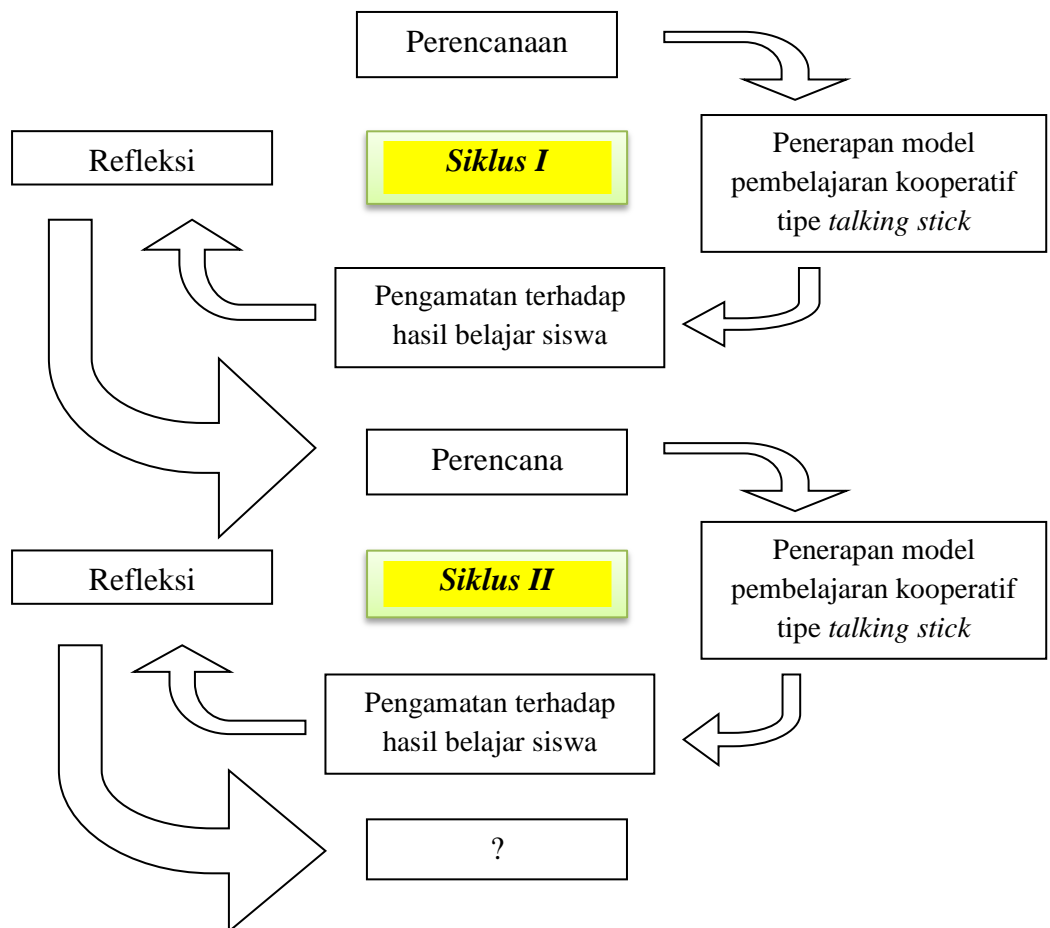 Perencanaan
Refleksi
Siklus I
Penerapan model
pembelajaran kooperatif
tipe talking stick
Pengamatan terhadap
hasil belajar siswa
Perencana
Refleksi
Siklus II
Penerapan model
pembelajaran kooperatif
tipe talking stick
Pengamatan terhadap
hasil belajar siswa
?